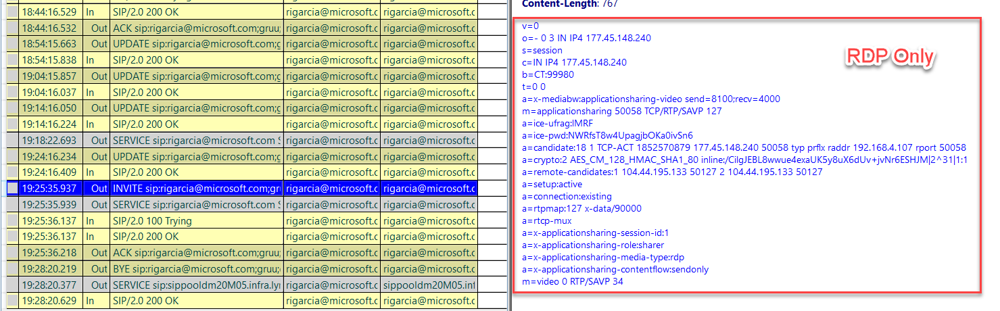 18:44:16.529 In SIP/2.0 200 OK rigarcia@microsoft.c rigarcia@microsoft.c
18:44:16.532 Out ACK sip:rigarcia@microsoft.com;gruu; rigarcia@microsoft.c rigarcia@microsoft.c
18:54:15.663 Out UPDATE sip:rigarcia@microsoft.com;g rigarcia@microsoft.c rigarcia@microsoft.c
18:54:15.838 In SIP/2.0 200 OK rigarcia@microsoft.c rigarcia@microsoft.c
19:04:15.857 Out UPDATE sip:rigarcia@microsoft.com;g rigarcia@microsoft.c rigarcia@microsoft.c
19:04:16.037 In SIP/2.0 200 OK rigarcia@microsoft.c rigarcia@microsoft.c
19:14:16.050 Out UPDATE sip:rigarcia@microsoft.com;g rigarcia@microsoft.c rigarcia@microsoft.c
19:14:16.224 In SIP/2.0 200 OK rigarcia@microsoft.c rigarcia@microsoft.c
19:18:22.693 Out SERVICE sip:rigarcia@microsoft.com S rigarcia@microsoft.c rigarcia@microsoft.c
19:24:16.234 Out UPDATE sip:rigarcia@microsoft.com;g rigarcia@microsoft.c rigarcia@microsoft.c
19:24:16.409 In SIP/2.0 200 OK rigarcia@microsoft.c rigarcia@microsoft.c
19:25:35.937 Out INVITE sip:rigarcia@microsoft.com;gr rigarcia@microsoft.c rigarcia@microsoft.c
19:25:35.939 Out SERVICE sip:rigarcia@microsoft.com S rigarcia@microsoft.c rigarcia@microsoft.c
19:25:36.137 In SIP/2.0 100 Trying rigarcia@microsoft.c rigarcia@microsoft.c
19:25:36.137 In SIP/2.0 200 OK rigarcia@microsoft.c rigarcia@microsoft.c
19:25:36.218 Out ACK sip:rigarcia@microsoft.com;gruu; rigarcia@microsoft.c rigarcia@microsoft.c
19:28:20.219 Out BYE sip:rigarcia@microsoft.com;gruu; rigarcia@microsoft.c rigarcia@microsoft.c
19:28:20.377 Out SERVICE sip:sippooldm20M05.infra.lyn rigarcia@microsoft.c sippooldm20M05.inf
19:28:20.629 In SIP/2.0 200 OK rigarcia@microsoft.c rigarcia@microsoft.c
Content-Length: 767
v=0
o=- 0 3 IN IP4 177.45.148.240
s=session
RDP Only
c=IN IP4 177.45.148.240
b=CT:99980
t=0 0
a=x-mediabw:applicationsharing-video send=8100;recv=4000
m=applicationsharing 50058 TCP/RTP/SAVP 127
a=ice-ufrag:lMRF
a=ice-pwd:NWRfsT8w4UpagjbOKa0ivSn6
a=candidate:18 1 TCP-ACT 1852570879 177.45.148.240 50058 typ prflx raddr 192.168.4.107 rport 50058
a=crypto:2 AES_CM_128_HMAC_SHA1_80 inline:/CilgJEBL8wwue4exaUK5y8uX6dUv+jvNr6ESHJM|2^31|1:1
a=remote-candidates:1 104.44.195.133 50127 2 104.44.195.133 50127
a=setup:active
a=connection:existing
a=rtpmap:127 x-data/90000
a=rtcp-mux
a=x-applicationsharing-session-id:1
a=x-applicationsharing-role:sharer
a=x-applicationsharing-media-type:rdp
a=x-applicationsharing-contentflow:sendonly
m=video 0 RTP/SAVP 34